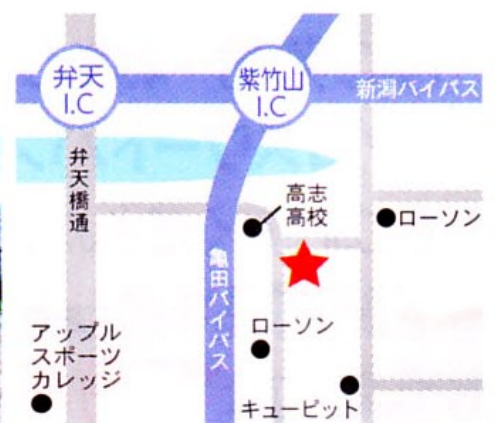 弁天
I.C
紫竹山
I.C
新潟バイパス
弁天橋通
高志
高校
ローソン
亀田バイパス
ローソン
アップル
スポーツ
カレッジ
キューピット